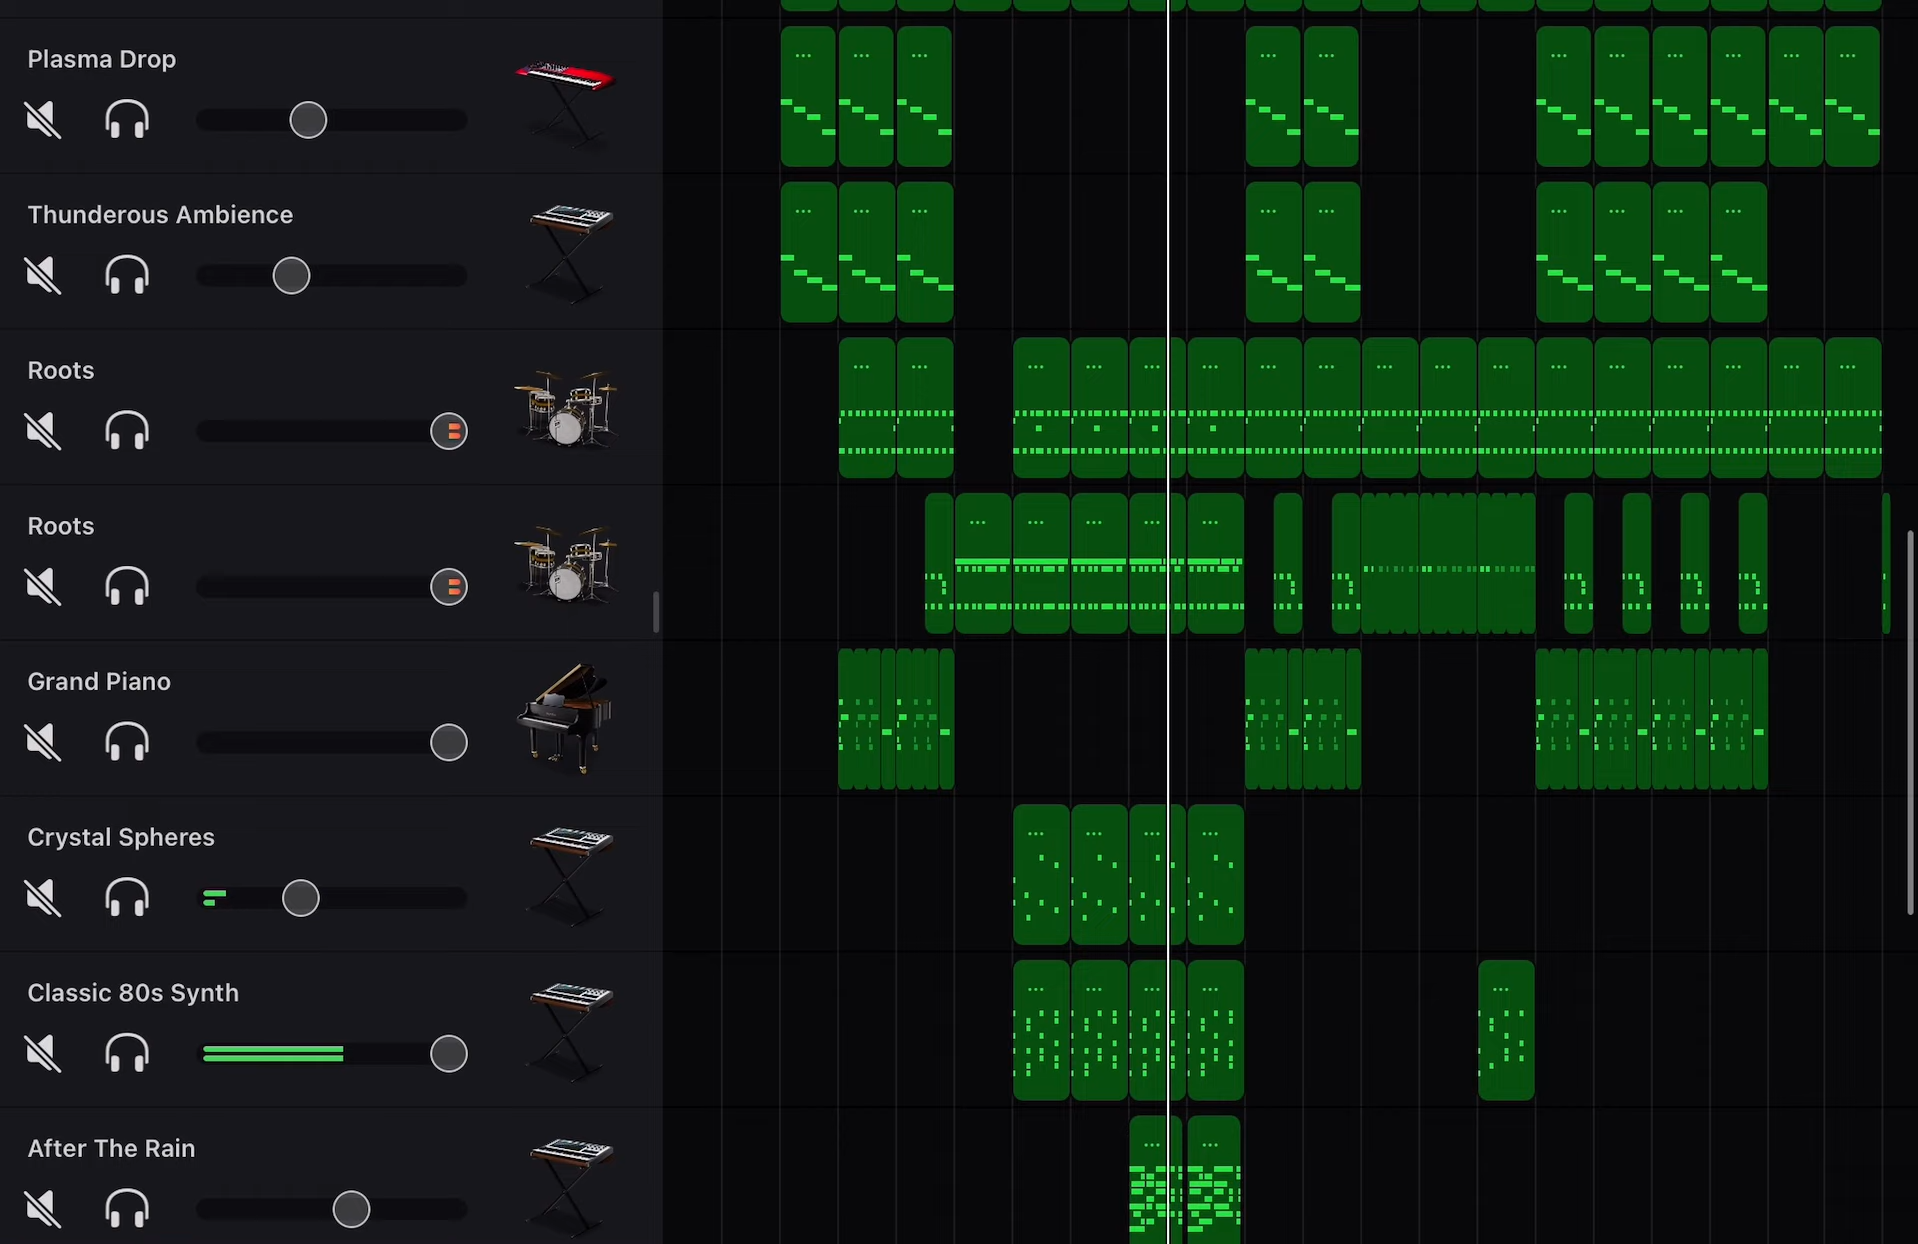 Plasma Drop
Thunderous Ambience
Roots
Roots
Grand Piano
Crystal Spheres
Classic 80s Synth
After The Rain